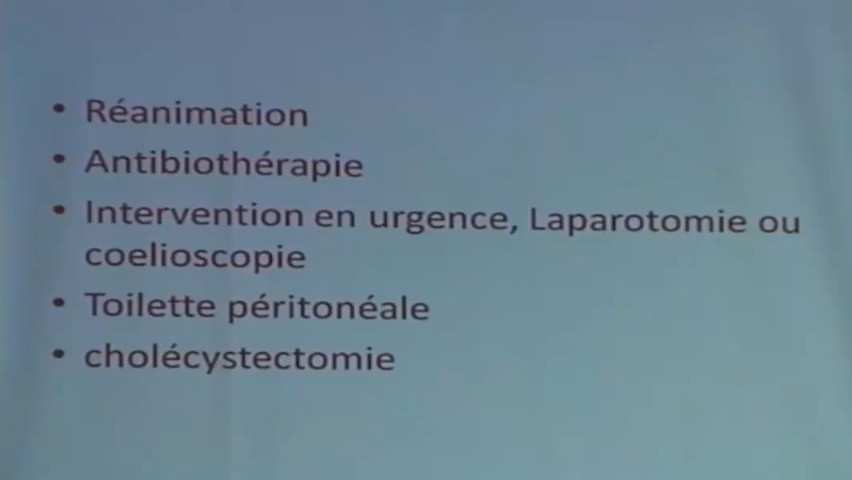 • Réanimation
• Antibiothérapie
• Intervention en urgence, Laparotomie ou
coelioscopie
• Toilette péritonéale
• cholécystectomie